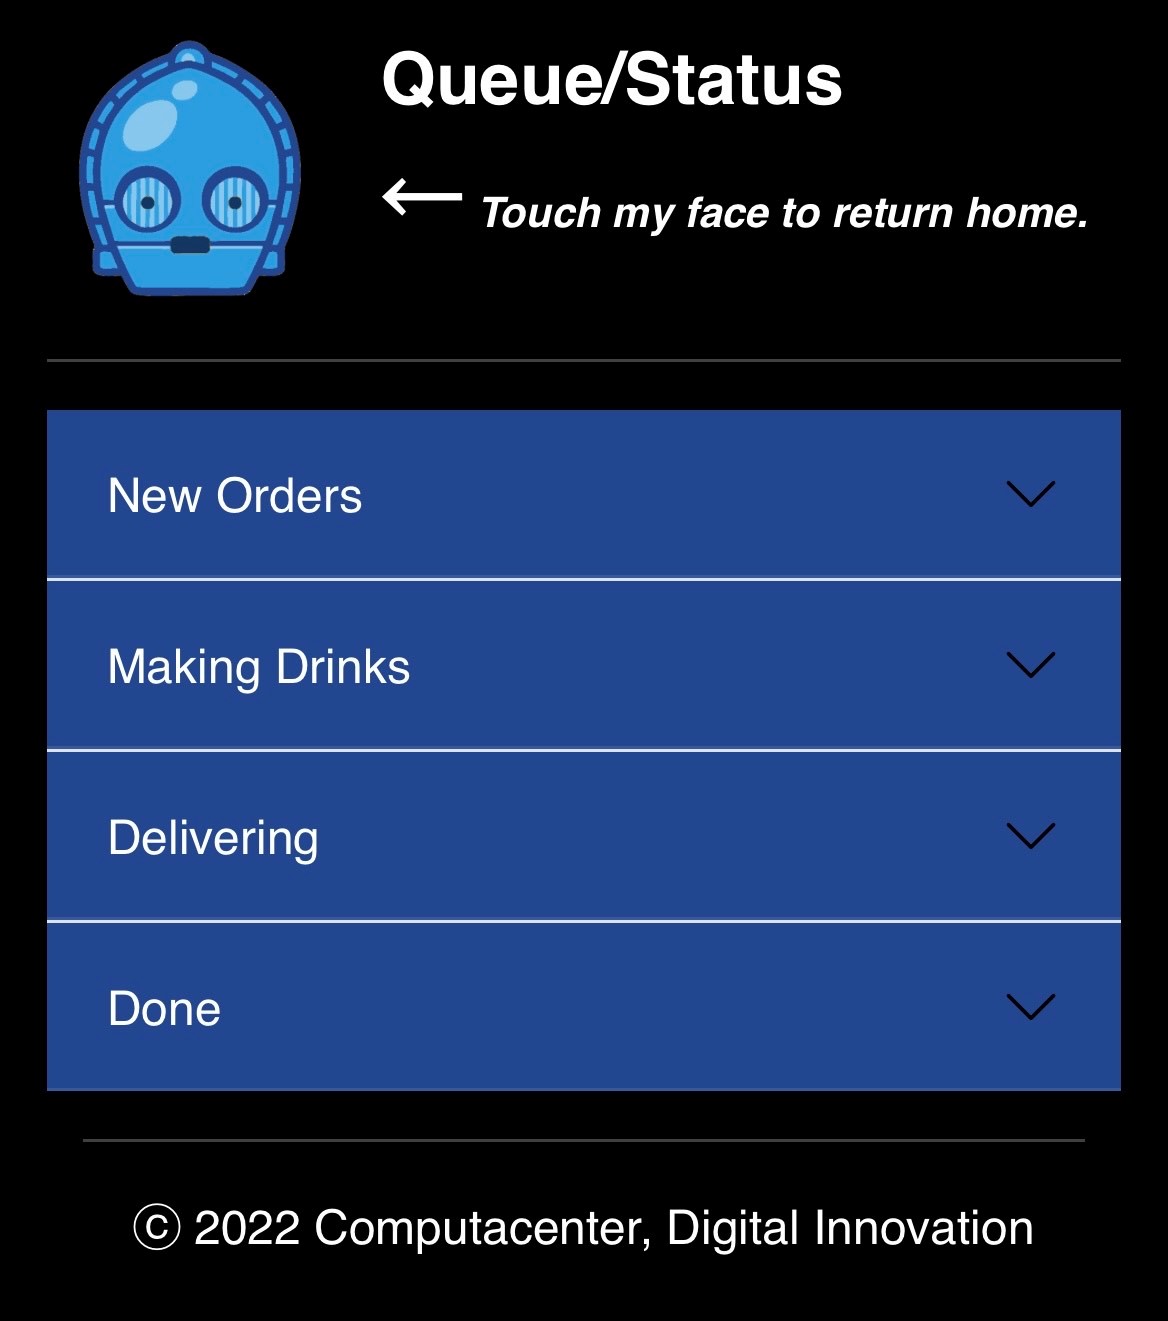 Queue/Status
← Touch my face to return home.
New Orders
Making Drinks
Delivering
Done
© 2022 Computacenter, Digital Innovation